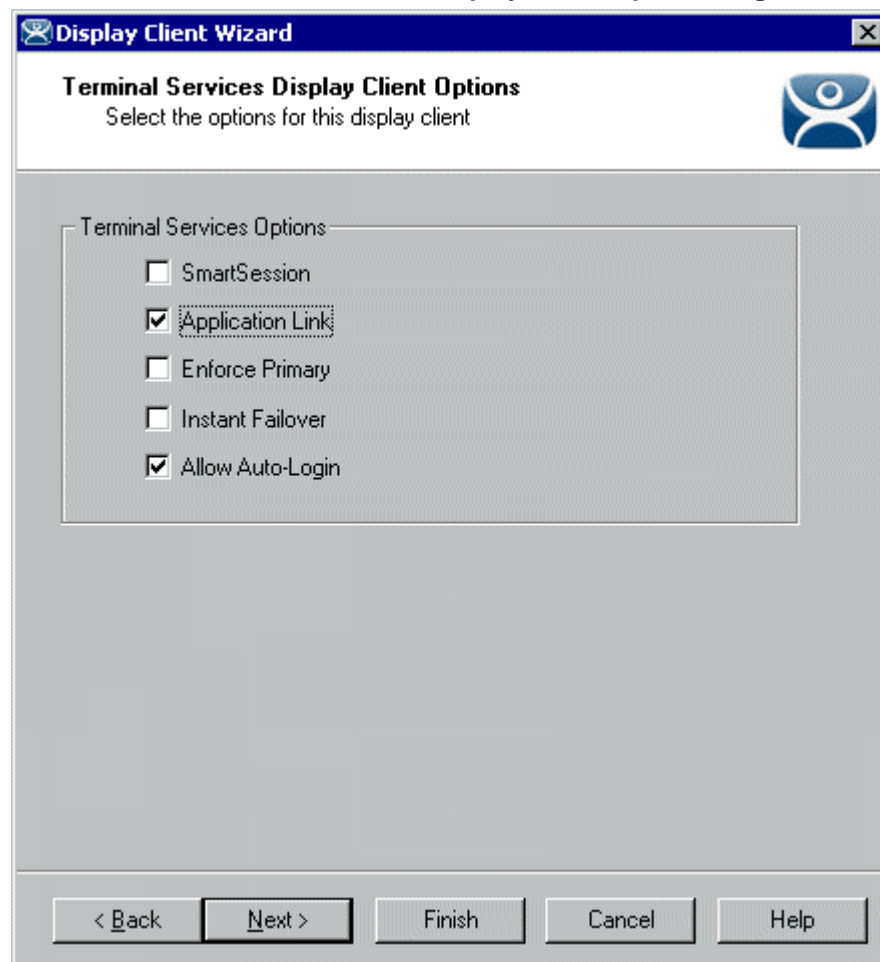 Display Client Wizard
Terminal Services Display Client Options
Select the options for this display client
Terminal Services Options
SmartSession
Application Link
Enforce Primary
Instant Failover
Allow Auto-Login
< Back Next > Finish Cancel Help